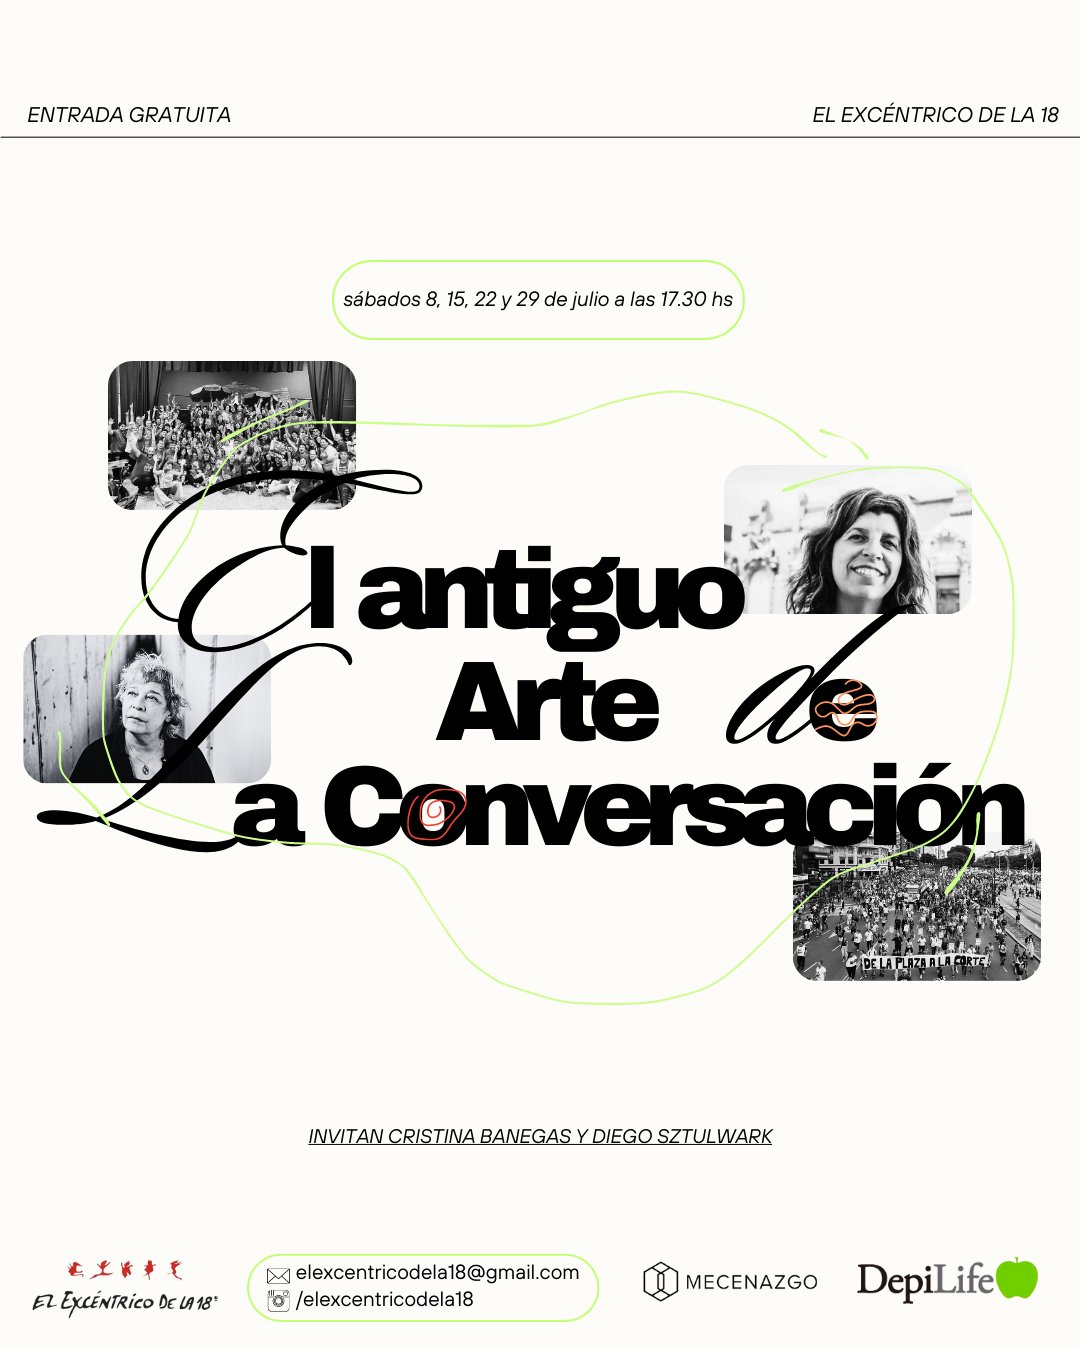 ENTRADA GRATUITA
EL EXCÉNTRICO DE LA 18
sábados 8, 15, 22 y 29 de julio a las 17.30 hs
El antiguo
Arte de
La Conversación
DE LA PLAZA A LA CORTE
INVITAN CRISTINA BANEGAS Y DIEGO SZTULWARK
EL EXCÉNTRICO DE LA 18º
elexcentricodela18@gmail.com
/elexcentricodela18
MECENAZGO
DepiLife